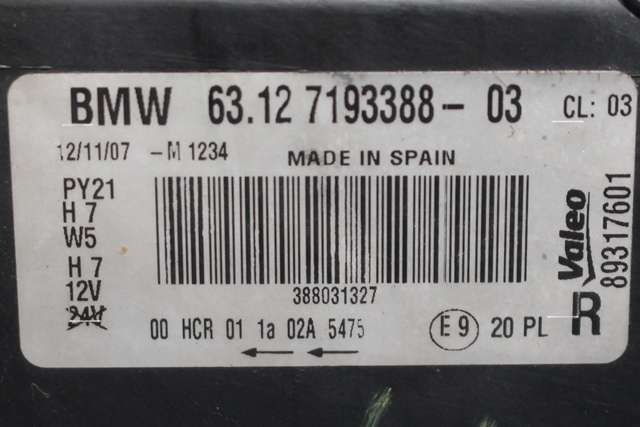 BMW 63.12 7193388 - 03 CL: 03
12/11/07 - M 1234
MADE IN SPAIN
PY21
H 7
W5
H 7
12V
24V
388031327
00 HCR 01 1a 02A 5475
E 9 20 PL
R
Valeo
89317601